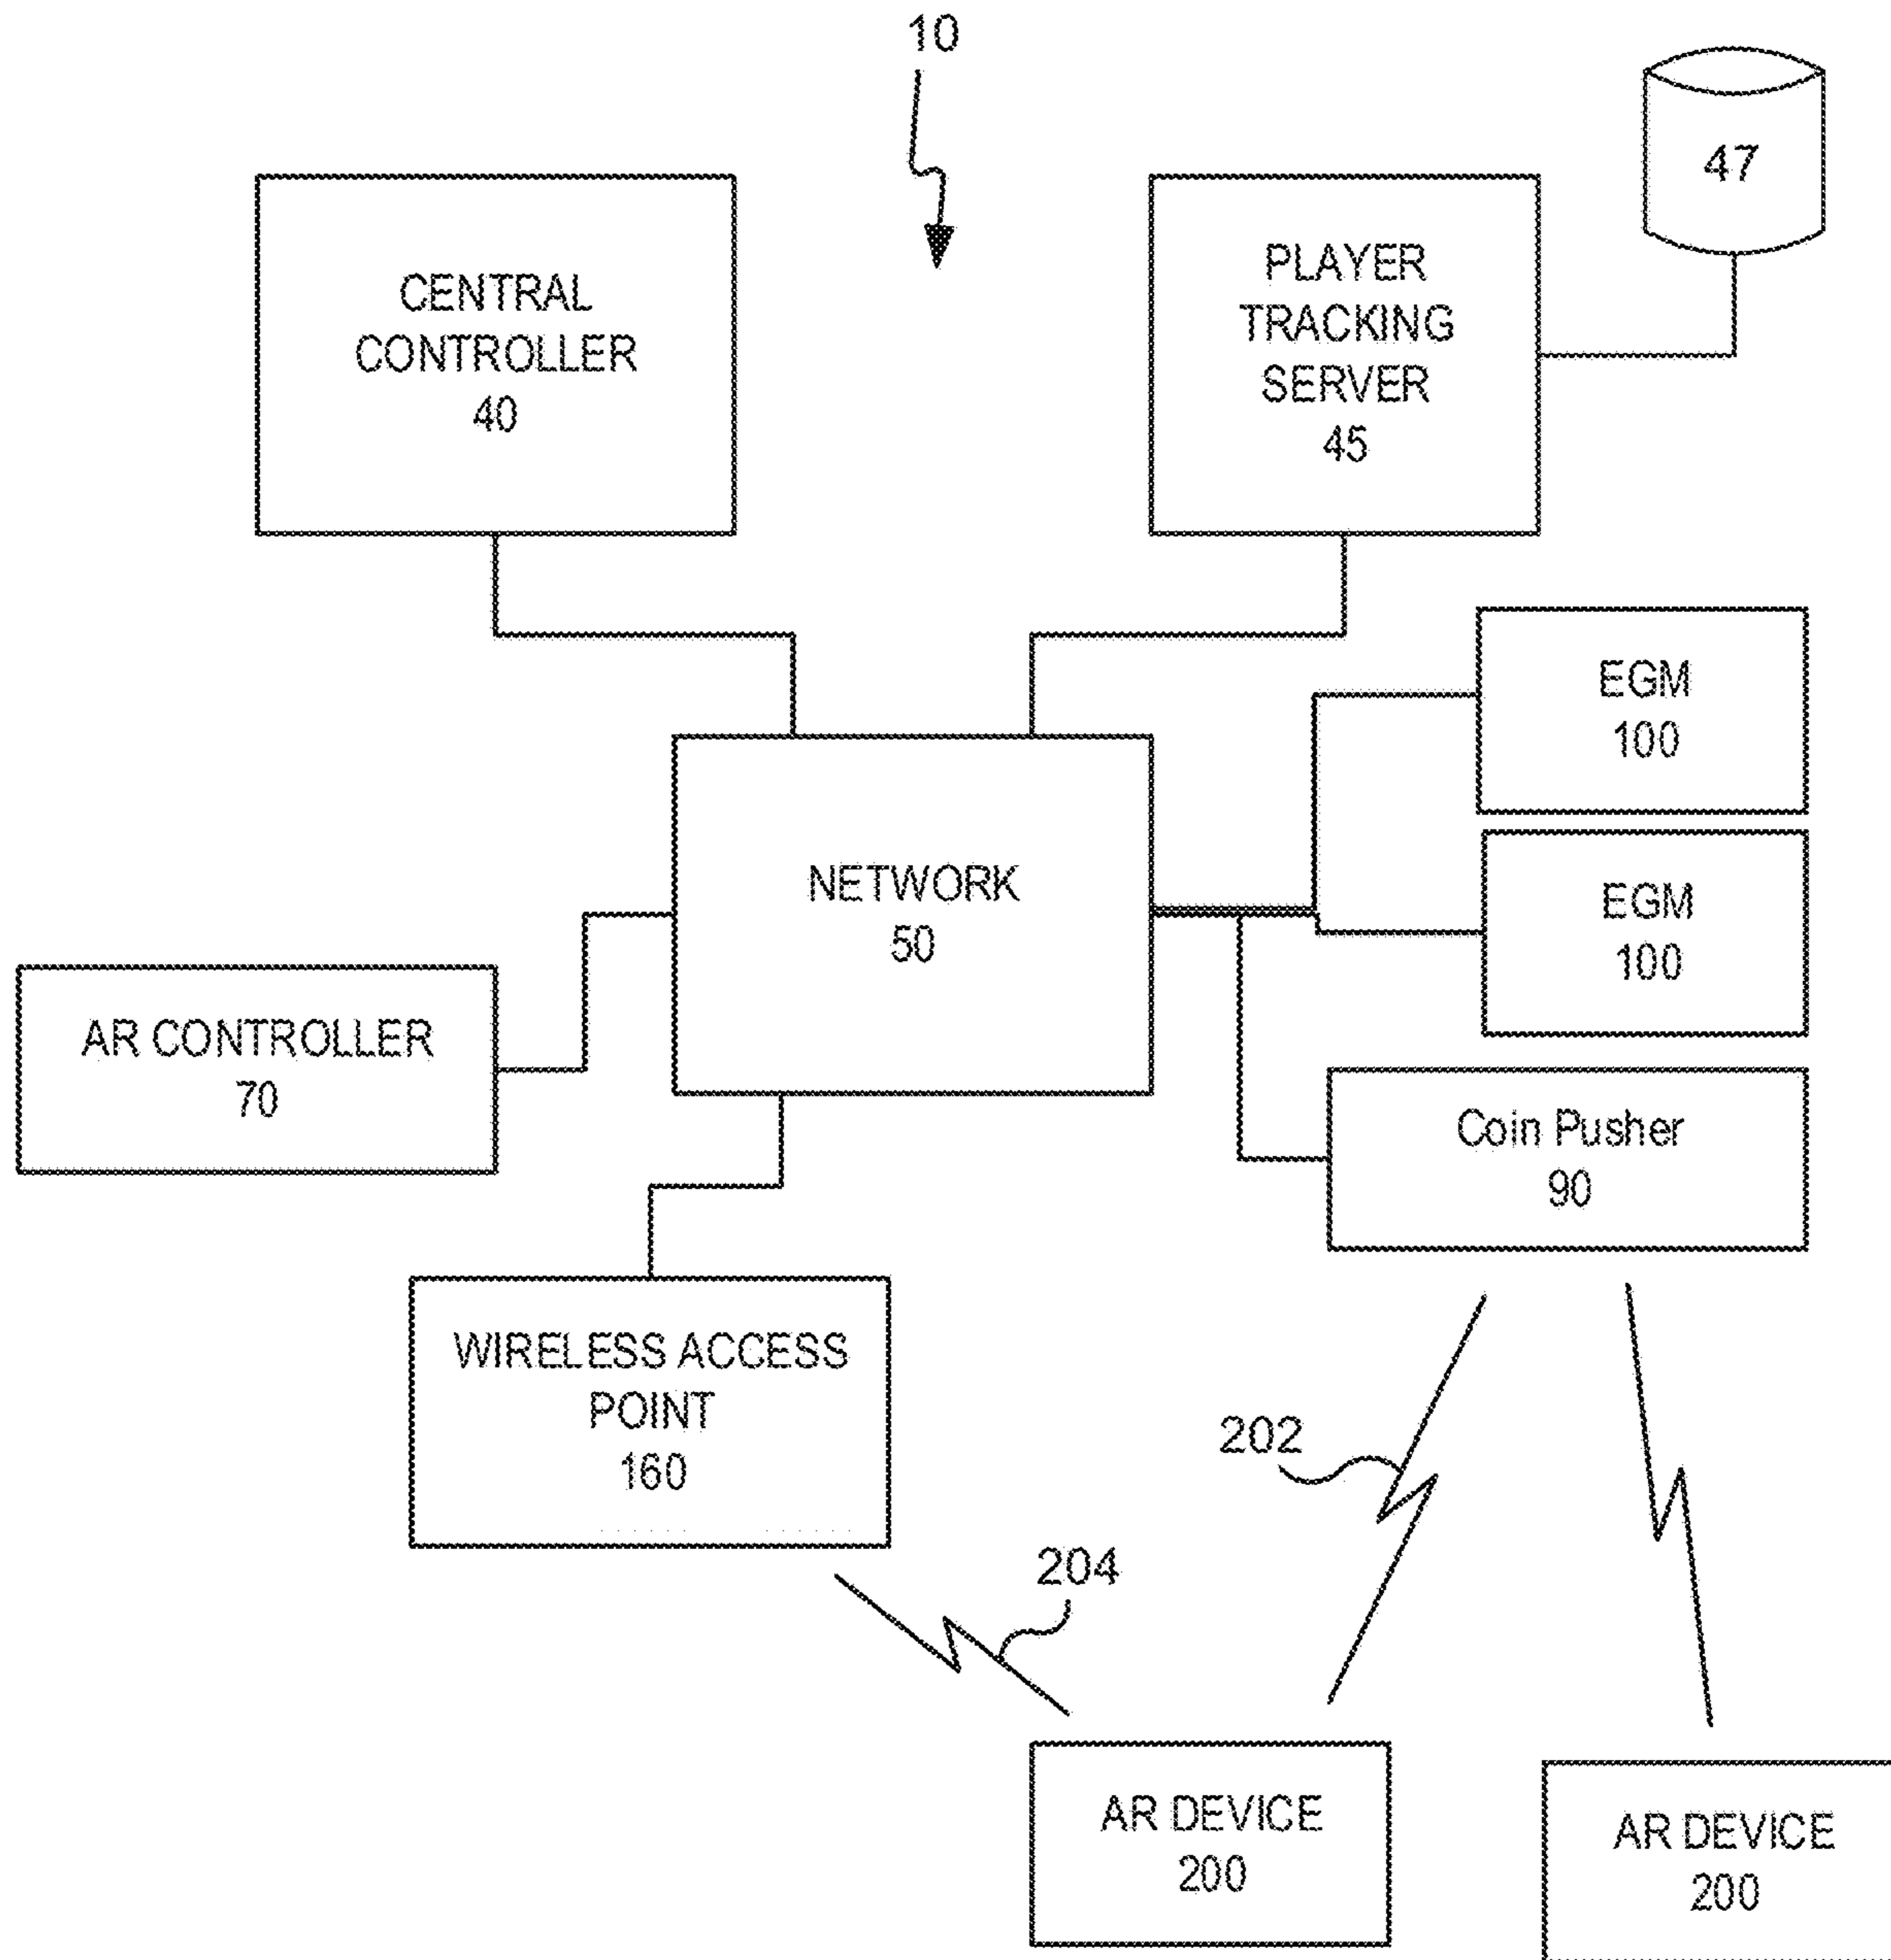 10
47
CENTRAL
CONTROLLER
40
PLAYER
TRACKING
SERVER
45
EGM
100
NETWORK
50
EGM
100
AR CONTROLLER
70
Coin Pusher
90
WIRELESS ACCESS
POINT
160
202
204
AR DEVICE
200
AR DEVICE
200